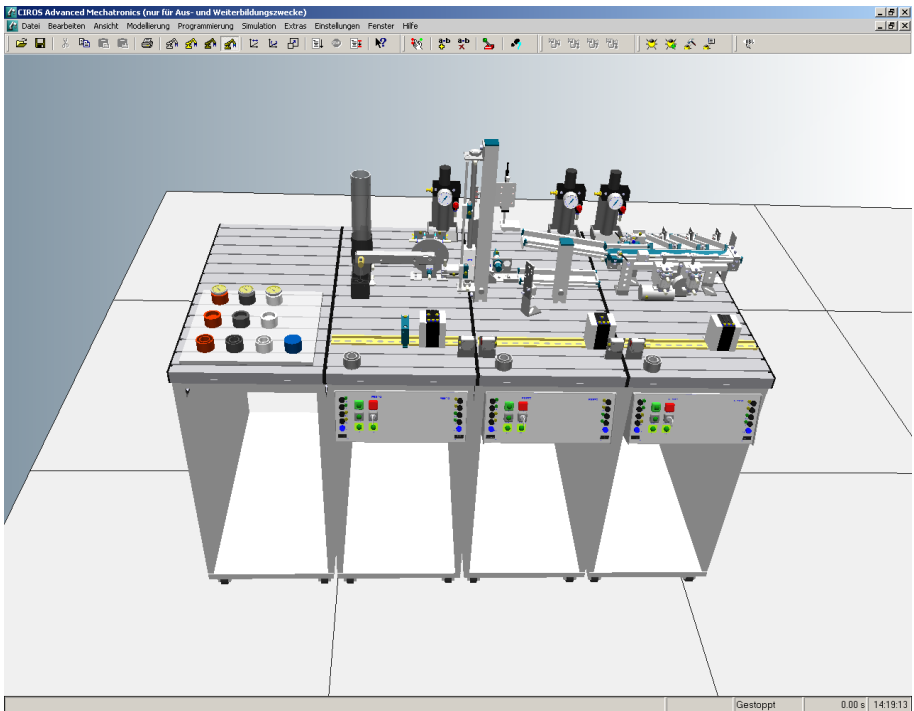 CIROS Advanced Mechatronics (nur für Aus- und Weiterbildungszwecke)
Datei Bearbeiten Ansicht Modellierung Programmierung Simulation Extras Einstellungen Fenster Hilfe
a-b a-b
Gestoppt 0.00 s 14:19:13